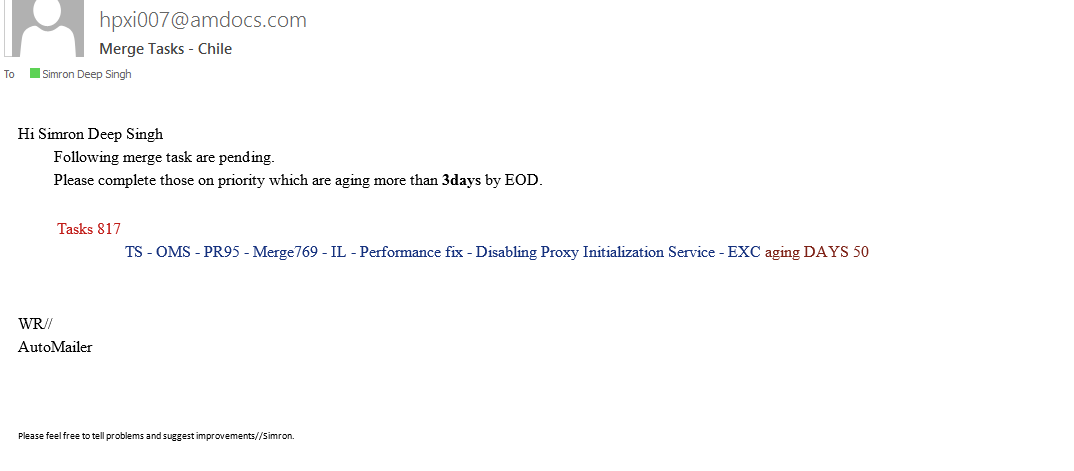 hpxi007@amdocs.com
Merge Tasks - Chile
To Simron Deep Singh
Hi Simron Deep Singh
Following merge task are pending.
Please complete those on priority which are aging more than 3days by EOD.
Tasks 817
TS - OMS - PR95 - Merge769 - IL - Performance fix - Disabling Proxy Initialization Service - EXC aging DAYS 50
WR//
AutoMailer
Please feel free to tell problems and suggest improvements//Simron.